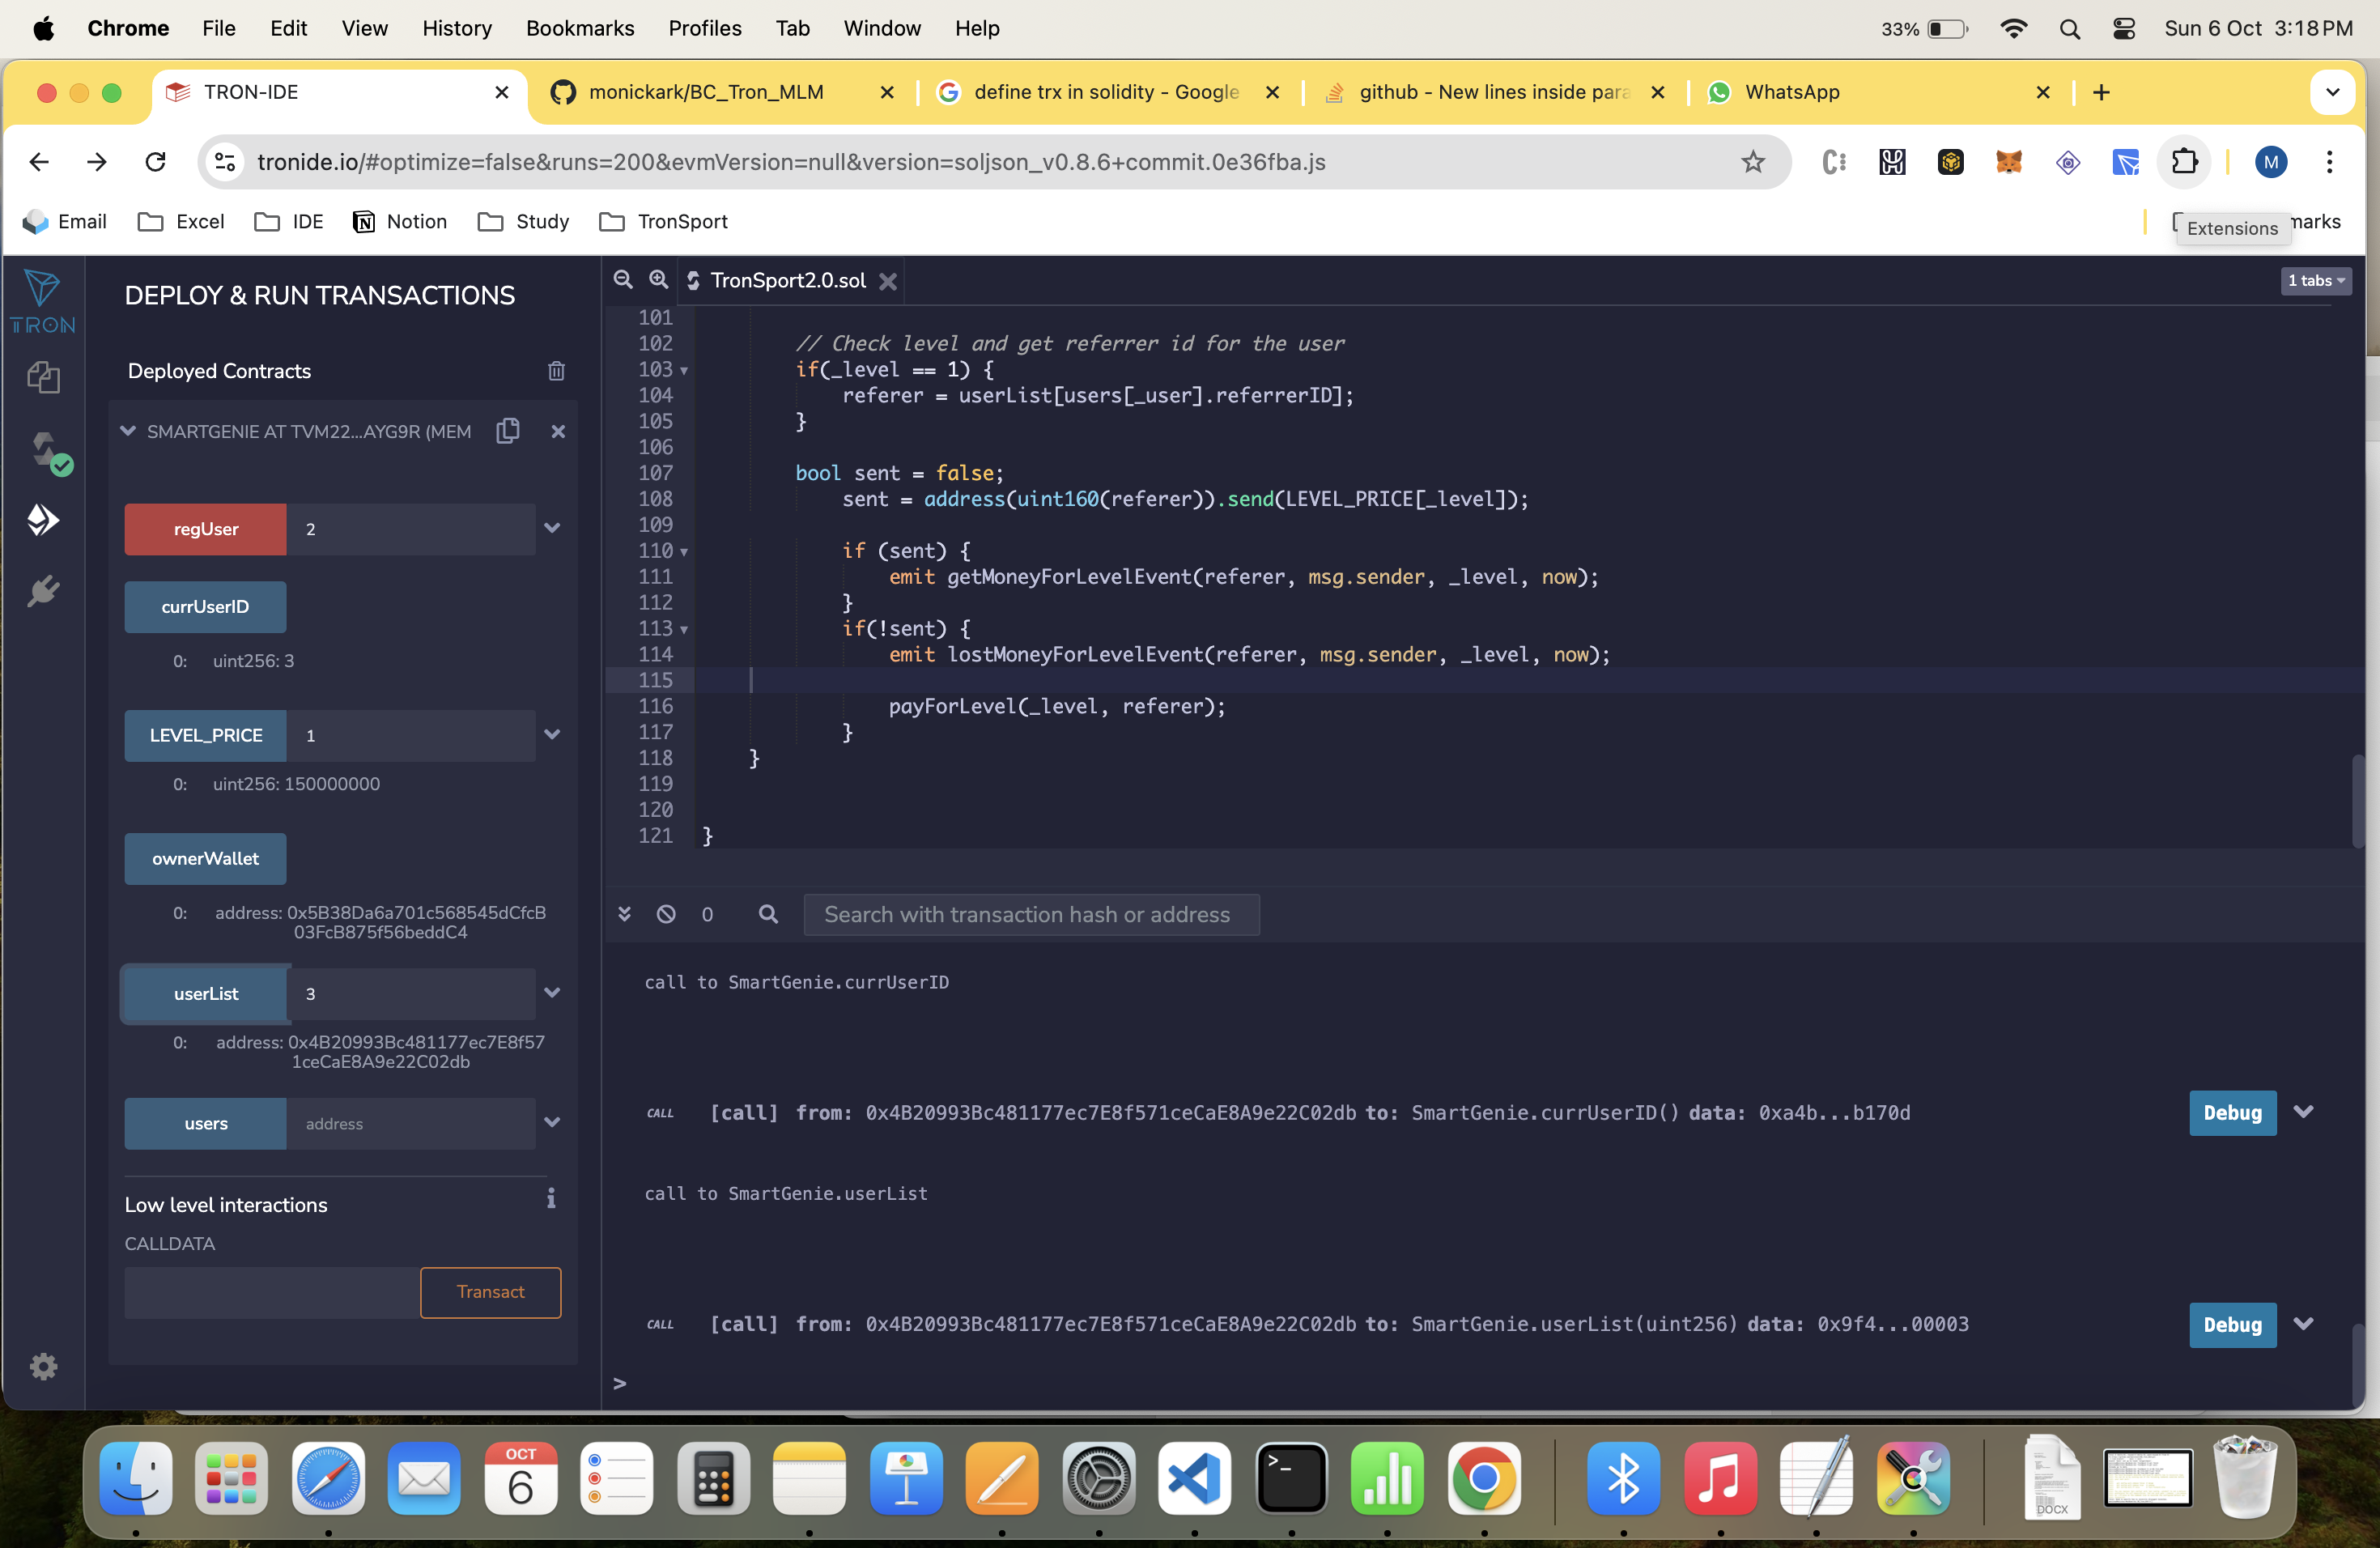 Chrome File Edit View History Bookmarks Profiles Tab Window Help 33% Sun 6 Oct 3:18 PM
TRON-IDE monickark/BC_Tron_MLM define trx in solidity - Google github - New lines inside para WhatsApp
tronide.io/#optimize=false&runs=200&evmVersion=null&version=soljson_v0.8.6+commit.0e36fba.js M
Email Excel IDE Notion Study TronSport marks
Extensions
TRON
DEPLOY & RUN TRANSACTIONS
Deployed Contracts
SMARTGENIE AT TVM22...AYG9R (MEM
regUser 2
currUserID
0: uint256: 3
LEVEL_PRICE 1
0: uint256: 150000000
ownerWallet
0: address: 0x5B38Da6a701c568545dCfcB
03FcB875f56beddC4
userList 3
0: address: 0x4B20993Bc481177ec7E8f57
1ceCaE8A9e22C02db
users address
Low level interactions
CALLDATA
Transact
TronSport2.0.sol 1 tabs
101
102 // Check level and get referrer id for the user
103 if(_level == 1) {
104 referer = userList[users[_user].referrerID];
105 }
106
107 bool sent = false;
108 sent = address(uint160(referer)).send(LEVEL_PRICE[_level]);
109
110 if (sent) {
111 emit getMoneyForLevelEvent(referer, msg.sender, _level, now);
112 }
113 if(!sent) {
114 emit lostMoneyForLevelEvent(referer, msg.sender, _level, now);
115
116 payForLevel(_level, referer);
117 }
118 }
119
120
121 }
0 Search with transaction hash or address
call to SmartGenie.currUserID
CALL [call] from: 0x4B20993Bc481177ec7E8f571ceCaE8A9e22C02db to: SmartGenie.currUserID() data: 0xa4b...b170d Debug
call to SmartGenie.userList
CALL [call] from: 0x4B20993Bc481177ec7E8f571ceCaE8A9e22C02db to: SmartGenie.userList(uint256) data: 0x9f4...00003 Debug
>
OCT
6
>_
DOCX